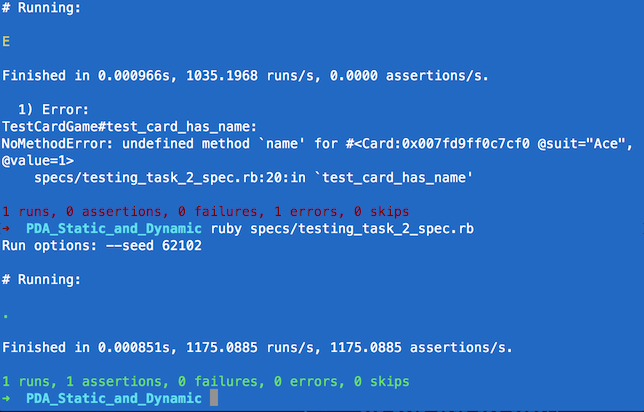 # Running:
E
Finished in 0.000966s, 1035.1968 runs/s, 0.0000 assertions/s.
1) Error:
TestCardGame#test_card_has_name:
NoMethodError: undefined method `name' for #<Card:0x007fd9ff0c7cf0 @suit="Ace",
@value=1>
specs/testing_task_2_spec.rb:20:in `test_card_has_name'
1 runs, 0 assertions, 0 failures, 1 errors, 0 skips
➜ PDA_Static_and_Dynamic ruby specs/testing_task_2_spec.rb
Run options: --seed 62102
# Running:
.
Finished in 0.000851s, 1175.0885 runs/s, 1175.0885 assertions/s.
1 runs, 1 assertions, 0 failures, 0 errors, 0 skips
➜ PDA_Static_and_Dynamic